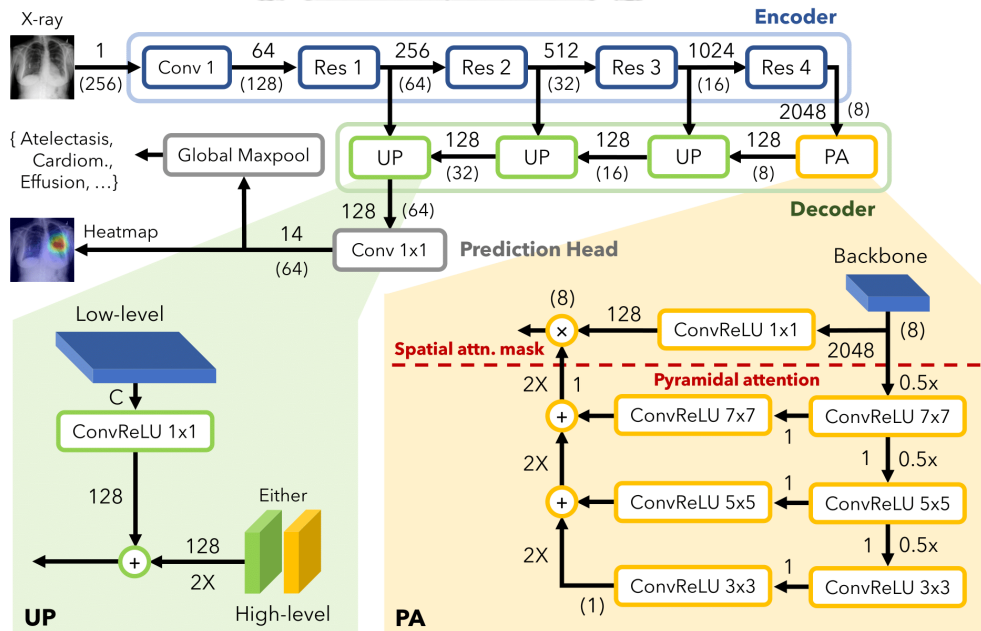 X-ray
Encoder
1
(256)
Conv 1
64
(128)
Res 1
256
(64)
Res 2
512
(32)
Res 3
1024
(16)
Res 4
2048
(8)
{ Atelectasis,
Cardiom.,
Effusion, ...}
Global Maxpool
UP
128
(32)
UP
128
(16)
UP
128
(8)
PA
Decoder
128
(64)
Heatmap
14
(64)
Conv 1x1
Prediction Head
Low-level
C
ConvReLU 1x1
128
Either
128
2X
+
High-level
UP
Backbone
(8)
2048
ConvReLU 1x1
128
(8)
×
Spatial attn. mask
Pyramidal attention
2X
1
0.5x
+
ConvReLU 7x7
1
ConvReLU 7x7
2X
1
0.5x
+
ConvReLU 5x5
1
ConvReLU 5x5
2X
1
0.5x
(1)
ConvReLU 3x3
1
ConvReLU 3x3
PA